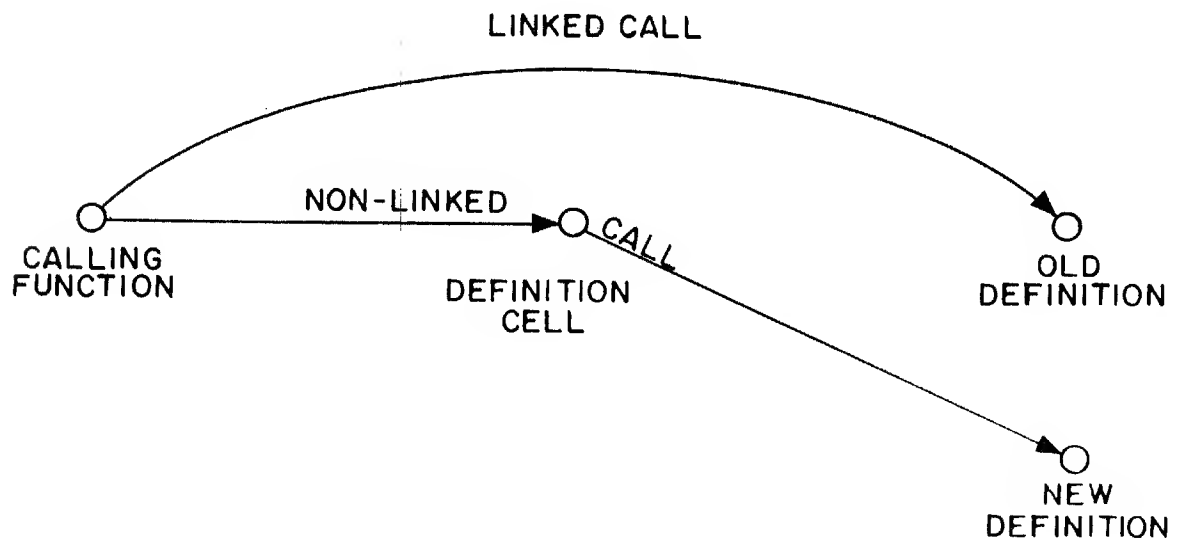 LINKED CALL
NON-LINKED
CALL
CALLING
FUNCTION
DEFINITION
CELL
OLD
DEFINITION
NEW
DEFINITION